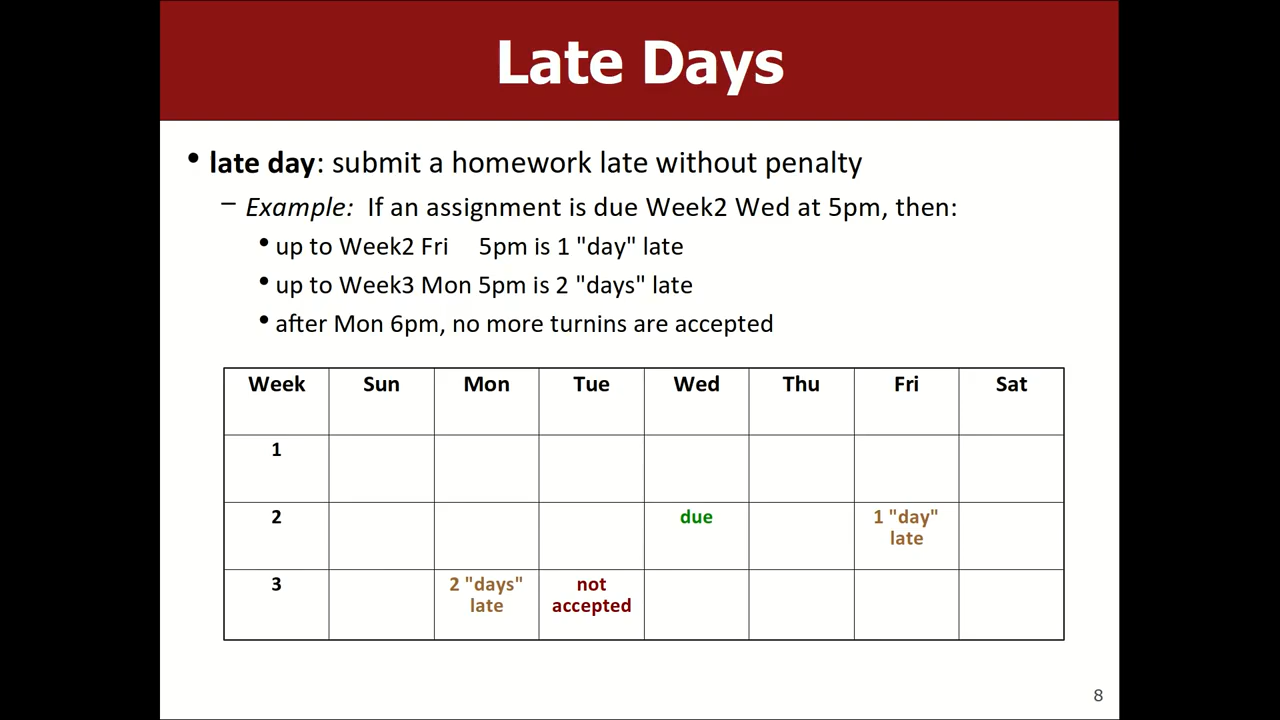 Late Days
• late day: submit a homework late without penalty
– Example: If an assignment is due Week2 Wed at 5pm, then:
• up to Week2 Fri 5pm is 1 "day" late
• up to Week3 Mon 5pm is 2 "days" late
• after Mon 6pm, no more turnins are accepted
Week Sun Mon Tue Wed Thu Fri Sat
1
2 due 1 "day"
late
3 2 "days" not
late accepted
8